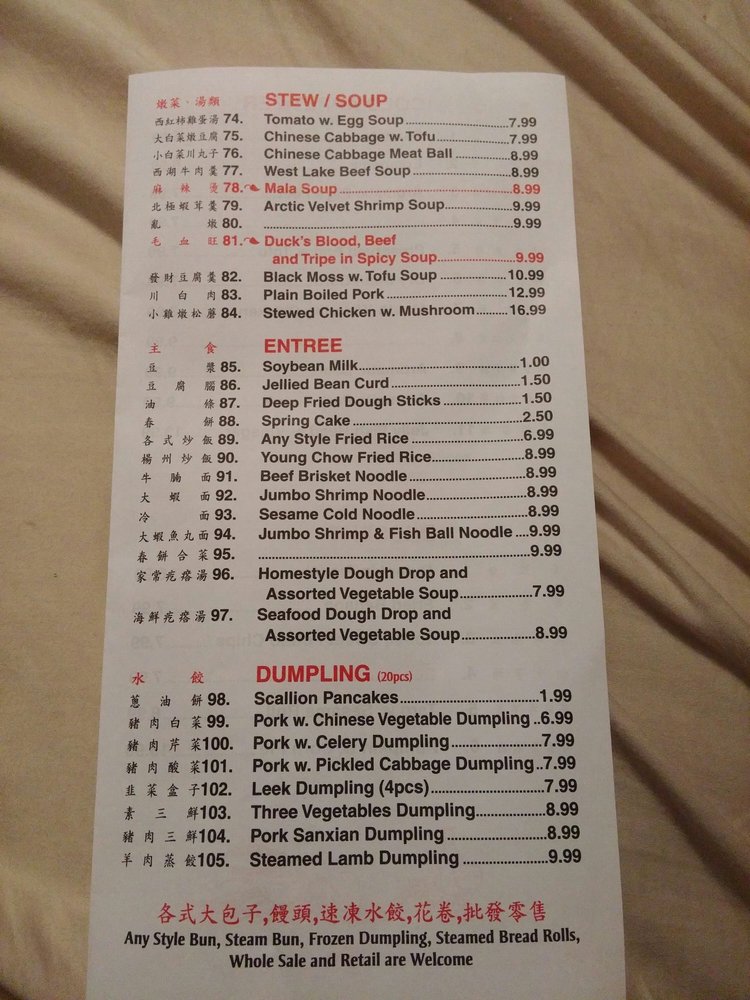 燉菜、湯類 STEW / SOUP
西紅柿雞蛋湯 74. Tomato w. Egg Soup 7.99
大白菜燉豆腐 75. Chinese Cabbage w. Tofu 7.99
小白菜川丸子 76. Chinese Cabbage Meat Ball 8.99
西湖牛肉羹 77. West Lake Beef Soup 8.99
麻辣燙 78. Mala Soup 8.99
北極蝦茸羹 79. Arctic Velvet Shrimp Soup 9.99
亂燉 80. 9.99
毛血旺 81. Duck's Blood, Beef
and Tripe in Spicy Soup 9.99
發財豆腐羹 82. Black Moss w. Tofu Soup 10.99
川白肉 83. Plain Boiled Pork 12.99
小雞燉松蘑 84. Stewed Chicken w. Mushroom 16.99
主食 ENTREE
豆漿 85. Soybean Milk 1.00
豆腐腦 86. Jellied Bean Curd 1.50
油條 87. Deep Fried Dough Sticks 1.50
春餅 88. Spring Cake 2.50
各式炒飯 89. Any Style Fried Rice 6.99
楊州炒飯 90. Young Chow Fried Rice 8.99
牛腩面 91. Beef Brisket Noodle 8.99
大蝦面 92. Jumbo Shrimp Noodle 8.99
冷面 93. Sesame Cold Noodle 8.99
大蝦魚丸面 94. Jumbo Shrimp & Fish Ball Noodle 9.99
春餅合菜 95. 9.99
家常疙瘩湯 96. Homestyle Dough Drop and
Assorted Vegetable Soup 7.99
海鮮疙瘩湯 97. Seafood Dough Drop and
Assorted Vegetable Soup 8.99
水餃 DUMPLING (20pcs)
蔥油餅 98. Scallion Pancakes 1.99
豬肉白菜 99. Pork w. Chinese Vegetable Dumpling 6.99
豬肉芹菜 100. Pork w. Celery Dumpling 7.99
豬肉酸菜 101. Pork w. Pickled Cabbage Dumpling 7.99
韭菜盒子 102. Leek Dumpling (4pcs) 7.99
素三鮮 103. Three Vegetables Dumpling 8.99
豬肉三鮮 104. Pork Sanxian Dumpling 8.99
羊肉蒸餃 105. Steamed Lamb Dumpling 9.99
各式大包子,饅頭,速凍水餃,花卷,批發零售
Any Style Bun, Steam Bun, Frozen Dumpling, Steamed Bread Rolls,
Whole Sale and Retail are Welcome